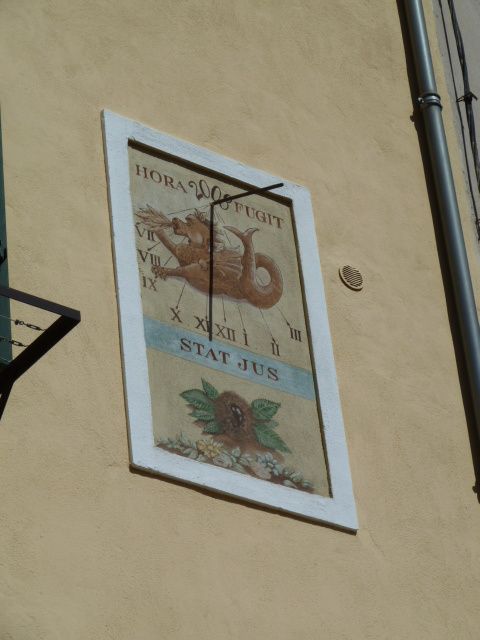 HORA FUGIT
VII
VIII
IX
X XI XII I II III
STAT JUS